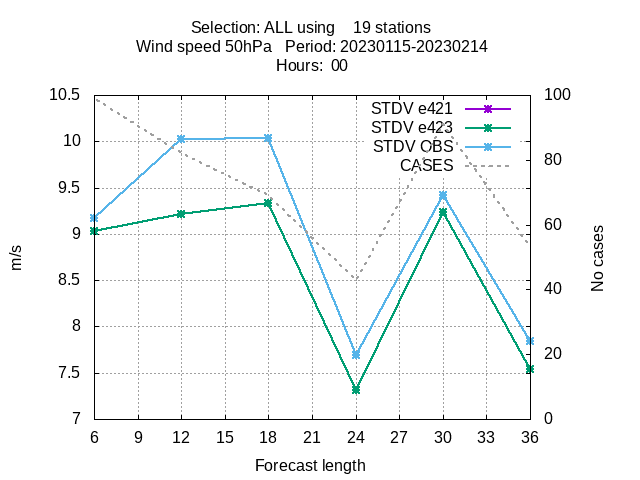 Selection: ALL using    19 stations
Wind speed 50hPa   Period: 20230115-20230214
Hours:  00
10.5
10
9.5
9
8.5
8
7.5
7
m/s
STDV e421
STDV e423
STDV OBS
CASES
100
80
60
40
20
0
No cases
6 9 12 15 18 21 24 27 30 33 36
Forecast length